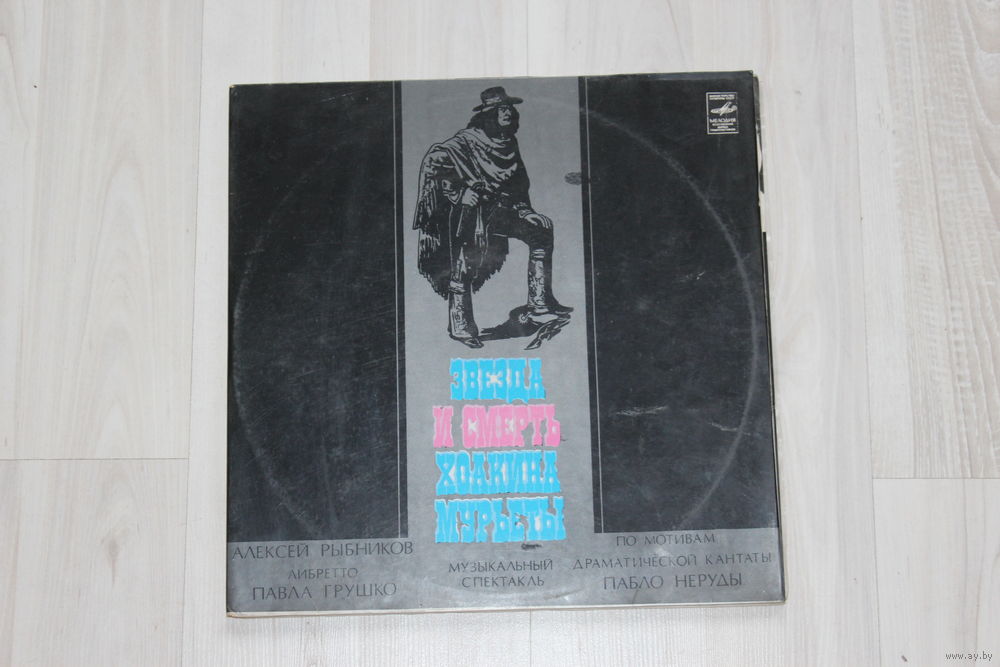 МЕЛОДИЯ
ЗВЕЗДА
И СМЕРТЬ
ХОАКИНА
МУРЬЕТЫ
АЛЕКСЕЙ РЫБНИКОВ
ЛИБРЕТТО
ПАВЛА ГРУШКО
МУЗЫКАЛЬНЫЙ
СПЕКТАКЛЬ
ПО МОТИВАМ
ДРАМАТИЧЕСКОЙ КАНТАТЫ
ПАБЛО НЕРУДЫ
www.ay.by